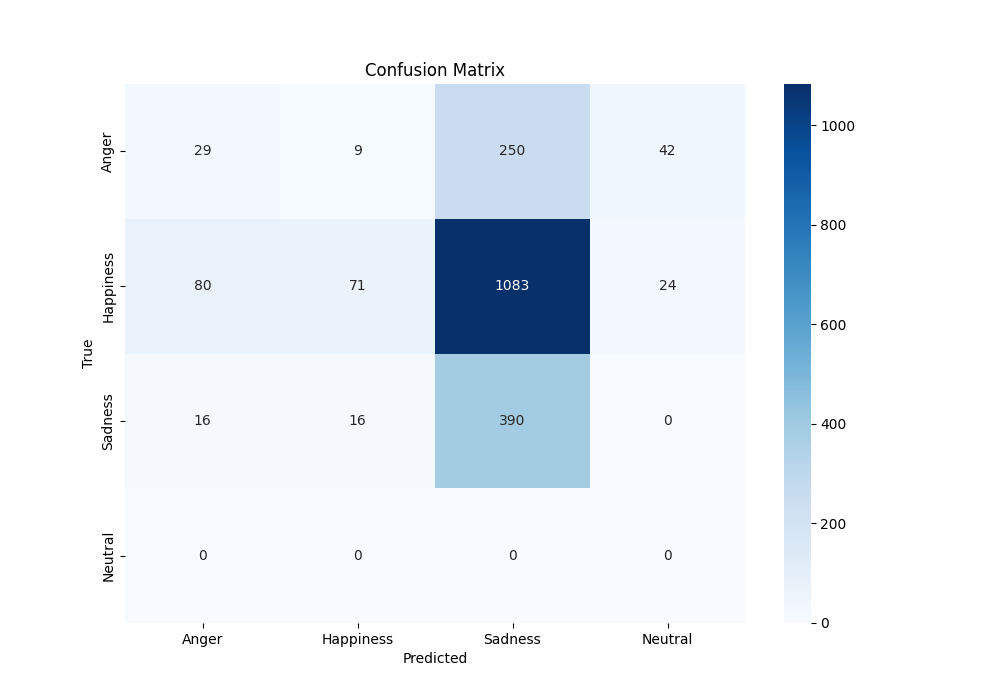 Confusion Matrix
Anger 29 9 250 42
Happiness 80 71 1083 24
Sadness 16 16 390 0
Neutral 0 0 0 0
True
Anger Happiness Sadness Neutral
Predicted
1000
800
600
400
200
0